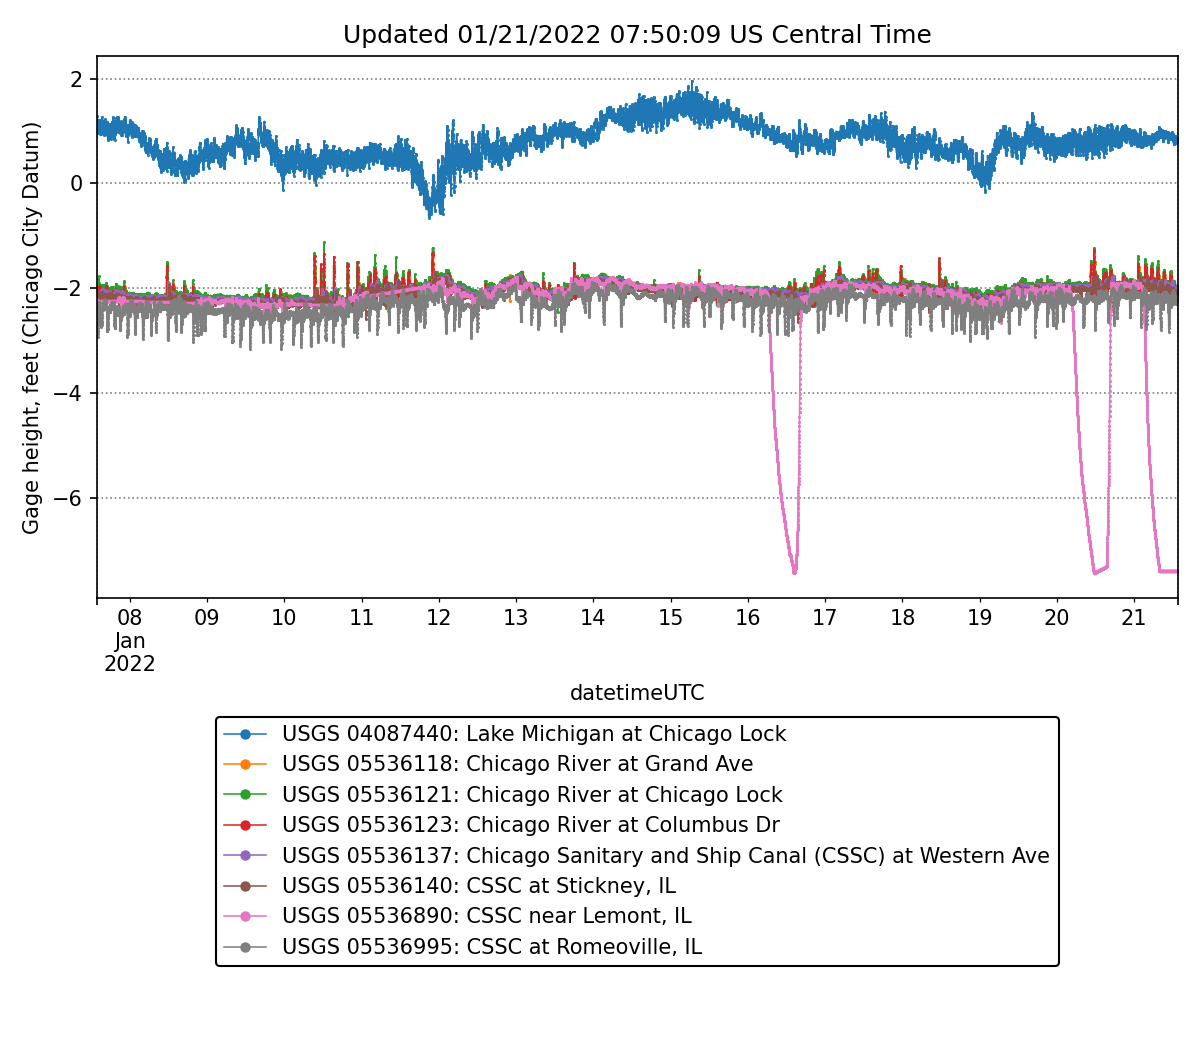 Updated 01/21/2022 07:50:09 US Central Time
Gage height, feet (Chicago City Datum)
2
0
−2
−4
−6
08 09 10 11 12 13 14 15 16 17 18 19 20 21
Jan
2022
datetimeUTC
USGS 04087440: Lake Michigan at Chicago Lock
USGS 05536118: Chicago River at Grand Ave
USGS 05536121: Chicago River at Chicago Lock
USGS 05536123: Chicago River at Columbus Dr
USGS 05536137: Chicago Sanitary and Ship Canal (CSSC) at Western Ave
USGS 05536140: CSSC at Stickney, IL
USGS 05536890: CSSC near Lemont, IL
USGS 05536995: CSSC at Romeoville, IL